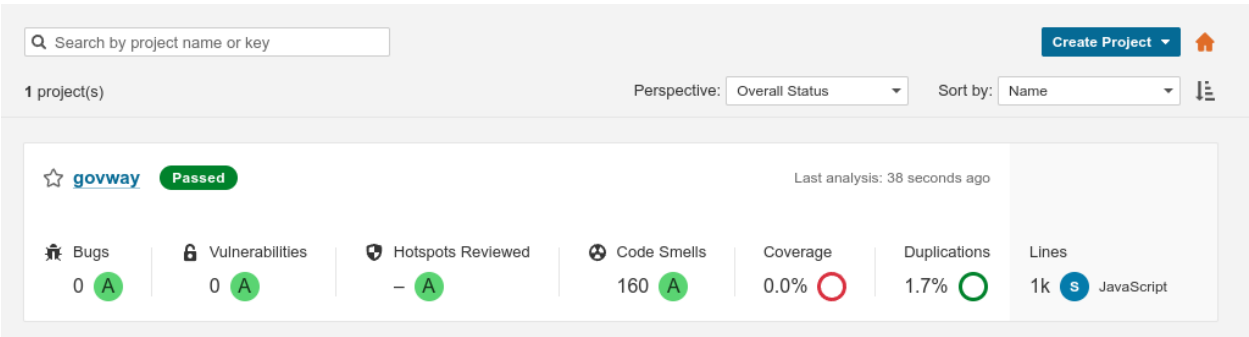 Search by project name or key
Create Project
1 project(s)
Perspective: Overall Status
Sort by: Name
govway Passed
Last analysis: 38 seconds ago
Bugs Vulnerabilities Hotspots Reviewed Code Smells Coverage Duplications Lines
0 A 0 A – A 160 A 0.0% 1.7% 1k S JavaScript